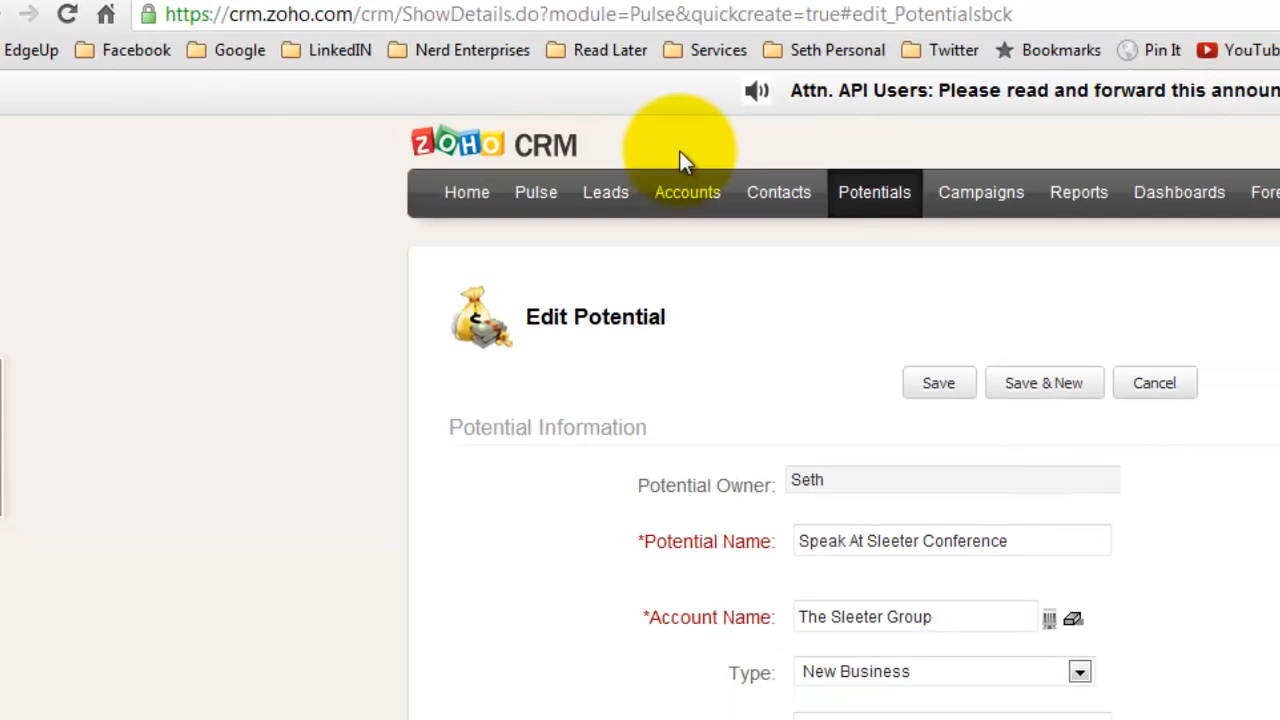 https://crm.zoho.com/crm/ShowDetails.do?module=Pulse&quickcreate=true#edit_Potentialsbck
EdgeUp Facebook Google LinkedIN Nerd Enterprises Read Later Services Seth Personal Twitter Bookmarks Pin It YouTub
Attn. API Users: Please read and forward this announ
ZOHO CRM
Home Pulse Leads Accounts Contacts Potentials Campaigns Reports Dashboards Fore
Edit Potential
Save Save & New Cancel
Potential Information
Potential Owner: Seth
*Potential Name: Speak At Sleeter Conference
*Account Name: The Sleeter Group
Type: New Business